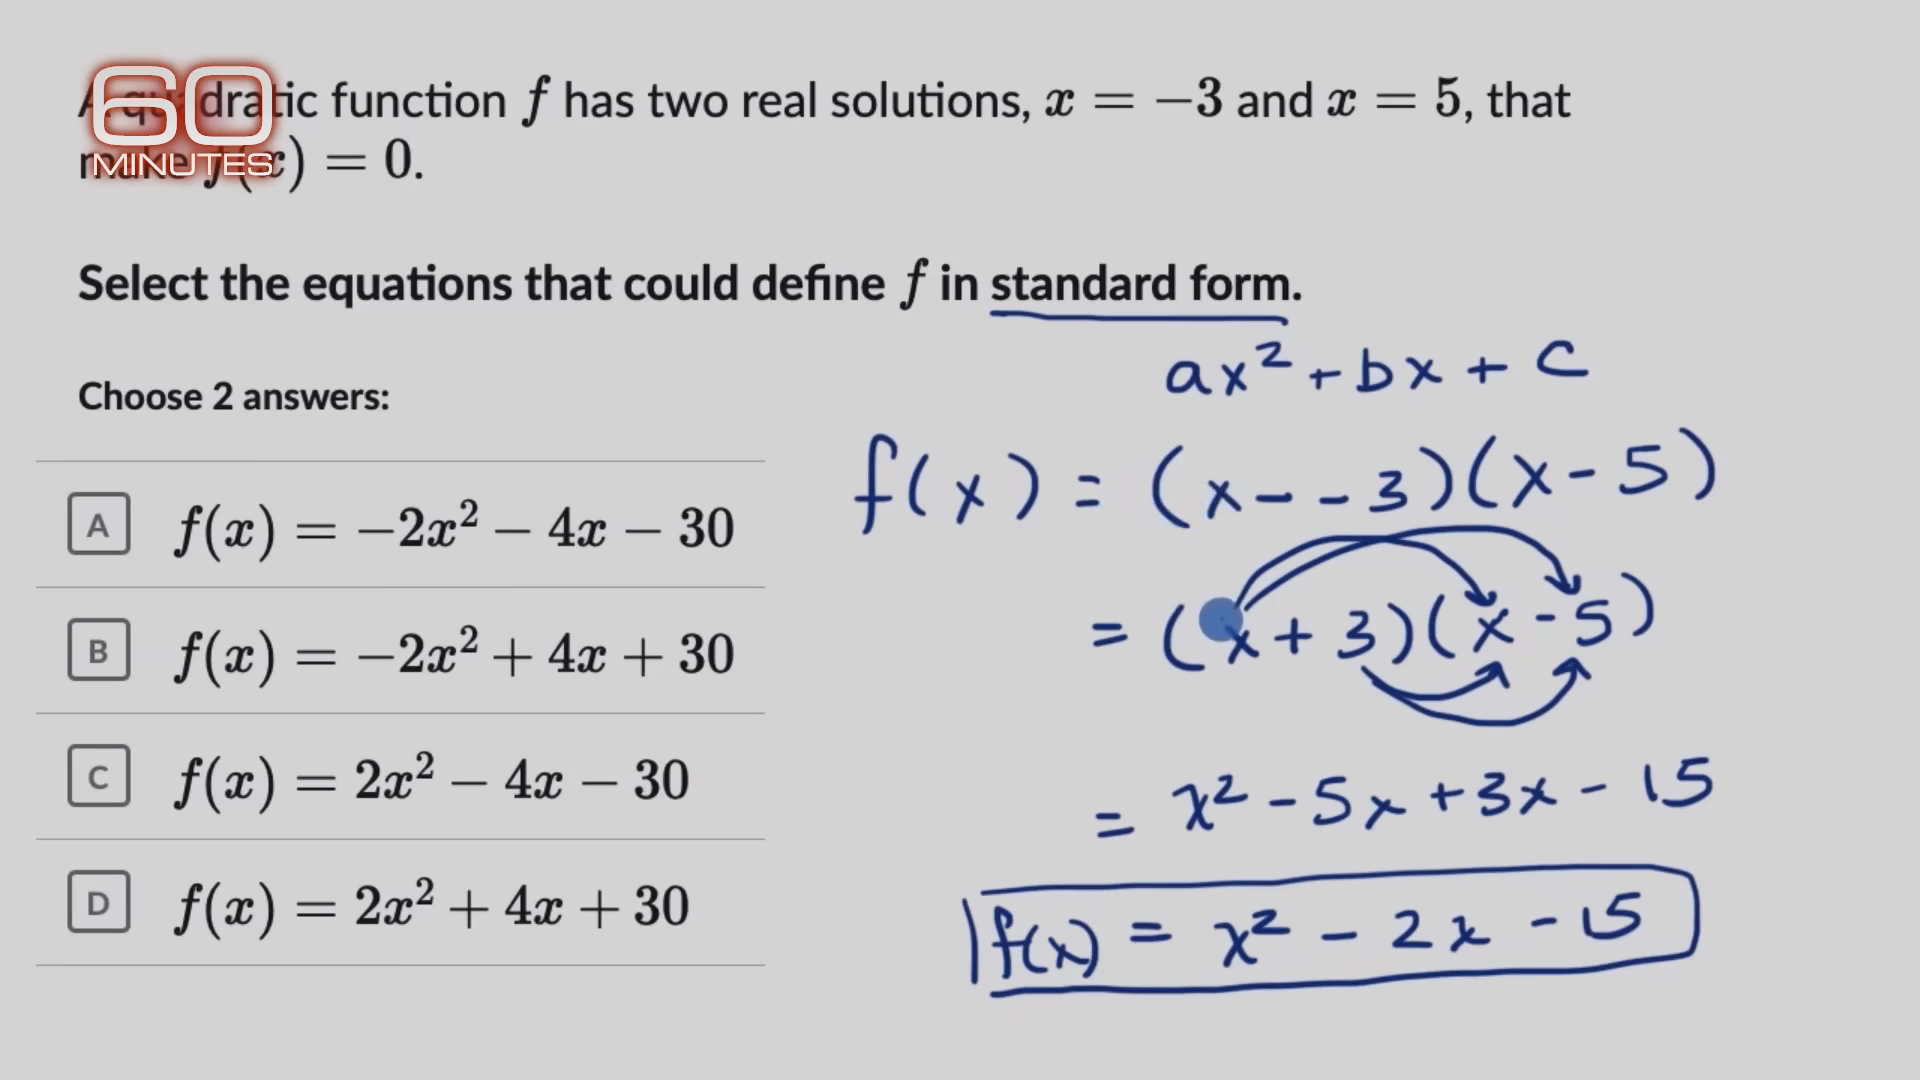 60
MINUTES
A quadratic function f has two real solutions, x = −3 and x = 5, that
make f(x) = 0.
Select the equations that could define f in standard form.
ax² + bx + c
Choose 2 answers:
f(x) = (x - - 3)(x - 5)
A f(x) = −2x² − 4x − 30
= (x + 3)(x - 5)
B f(x) = −2x² + 4x + 30
C f(x) = 2x² − 4x − 30
= x² - 5x + 3x - 15
D f(x) = 2x² + 4x + 30
f(x) = x² - 2x - 15